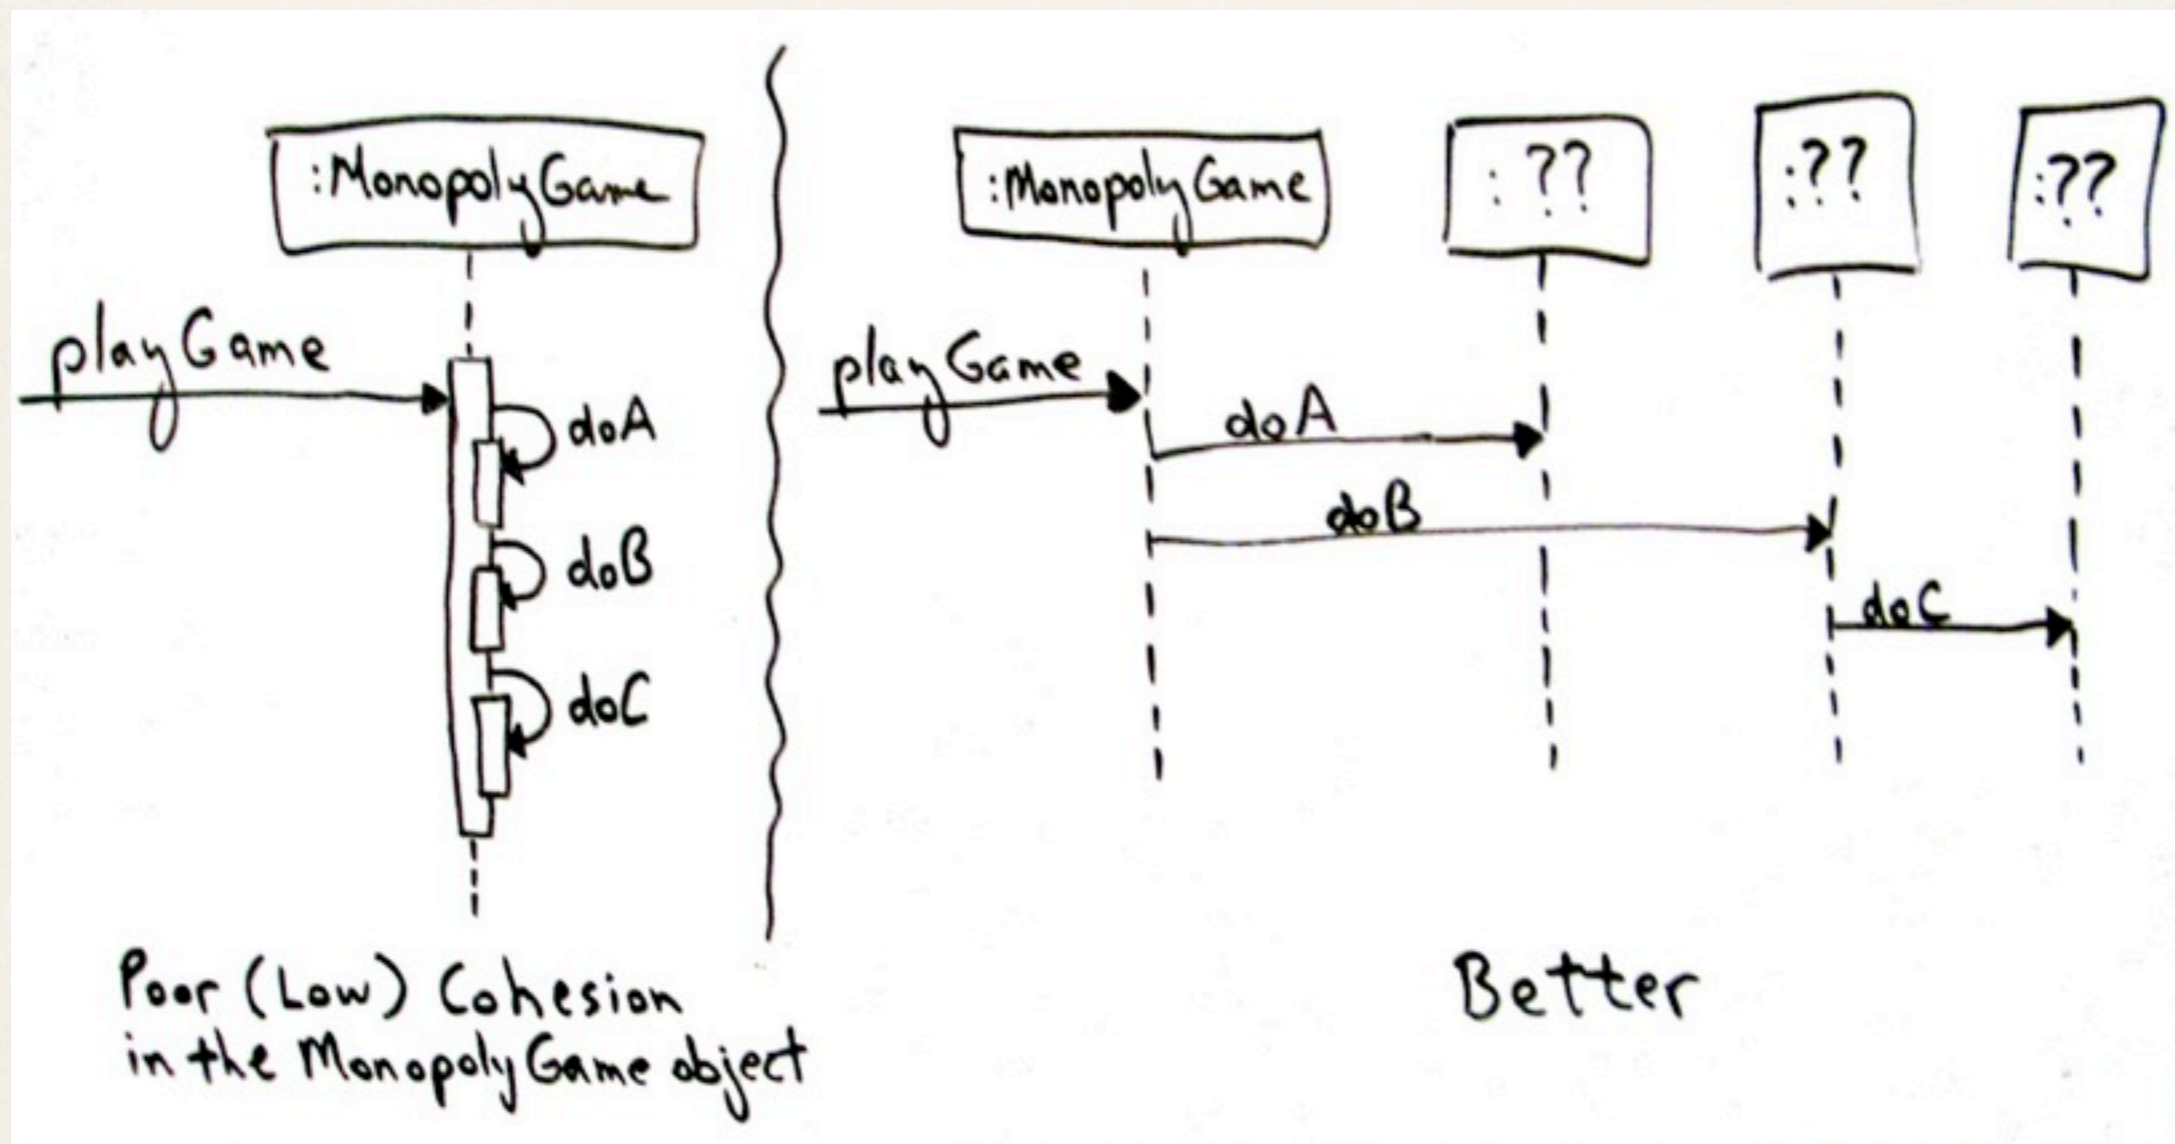 :MonopolyGame
playGame
doA
doB
doC
Poor (Low) Cohesion
in the MonopolyGame object
:MonopolyGame
: ??
:??
:??
playGame
doA
doB
doC
Better